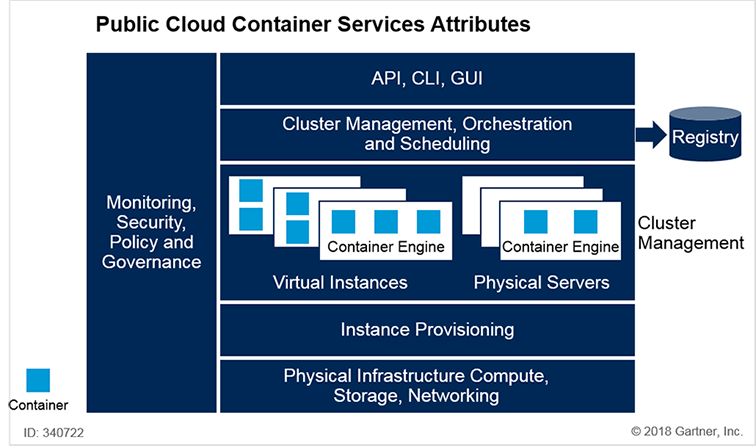 Public Cloud Container Services Attributes
API, CLI, GUI
Cluster Management, Orchestration
and Scheduling
Registry
Monitoring,
Security,
Policy and
Governance
Container Engine
Container Engine
Virtual Instances
Physical Servers
Cluster
Management
Instance Provisioning
Physical Infrastructure Compute,
Storage, Networking
Container
ID: 340722
© 2018 Gartner, Inc.